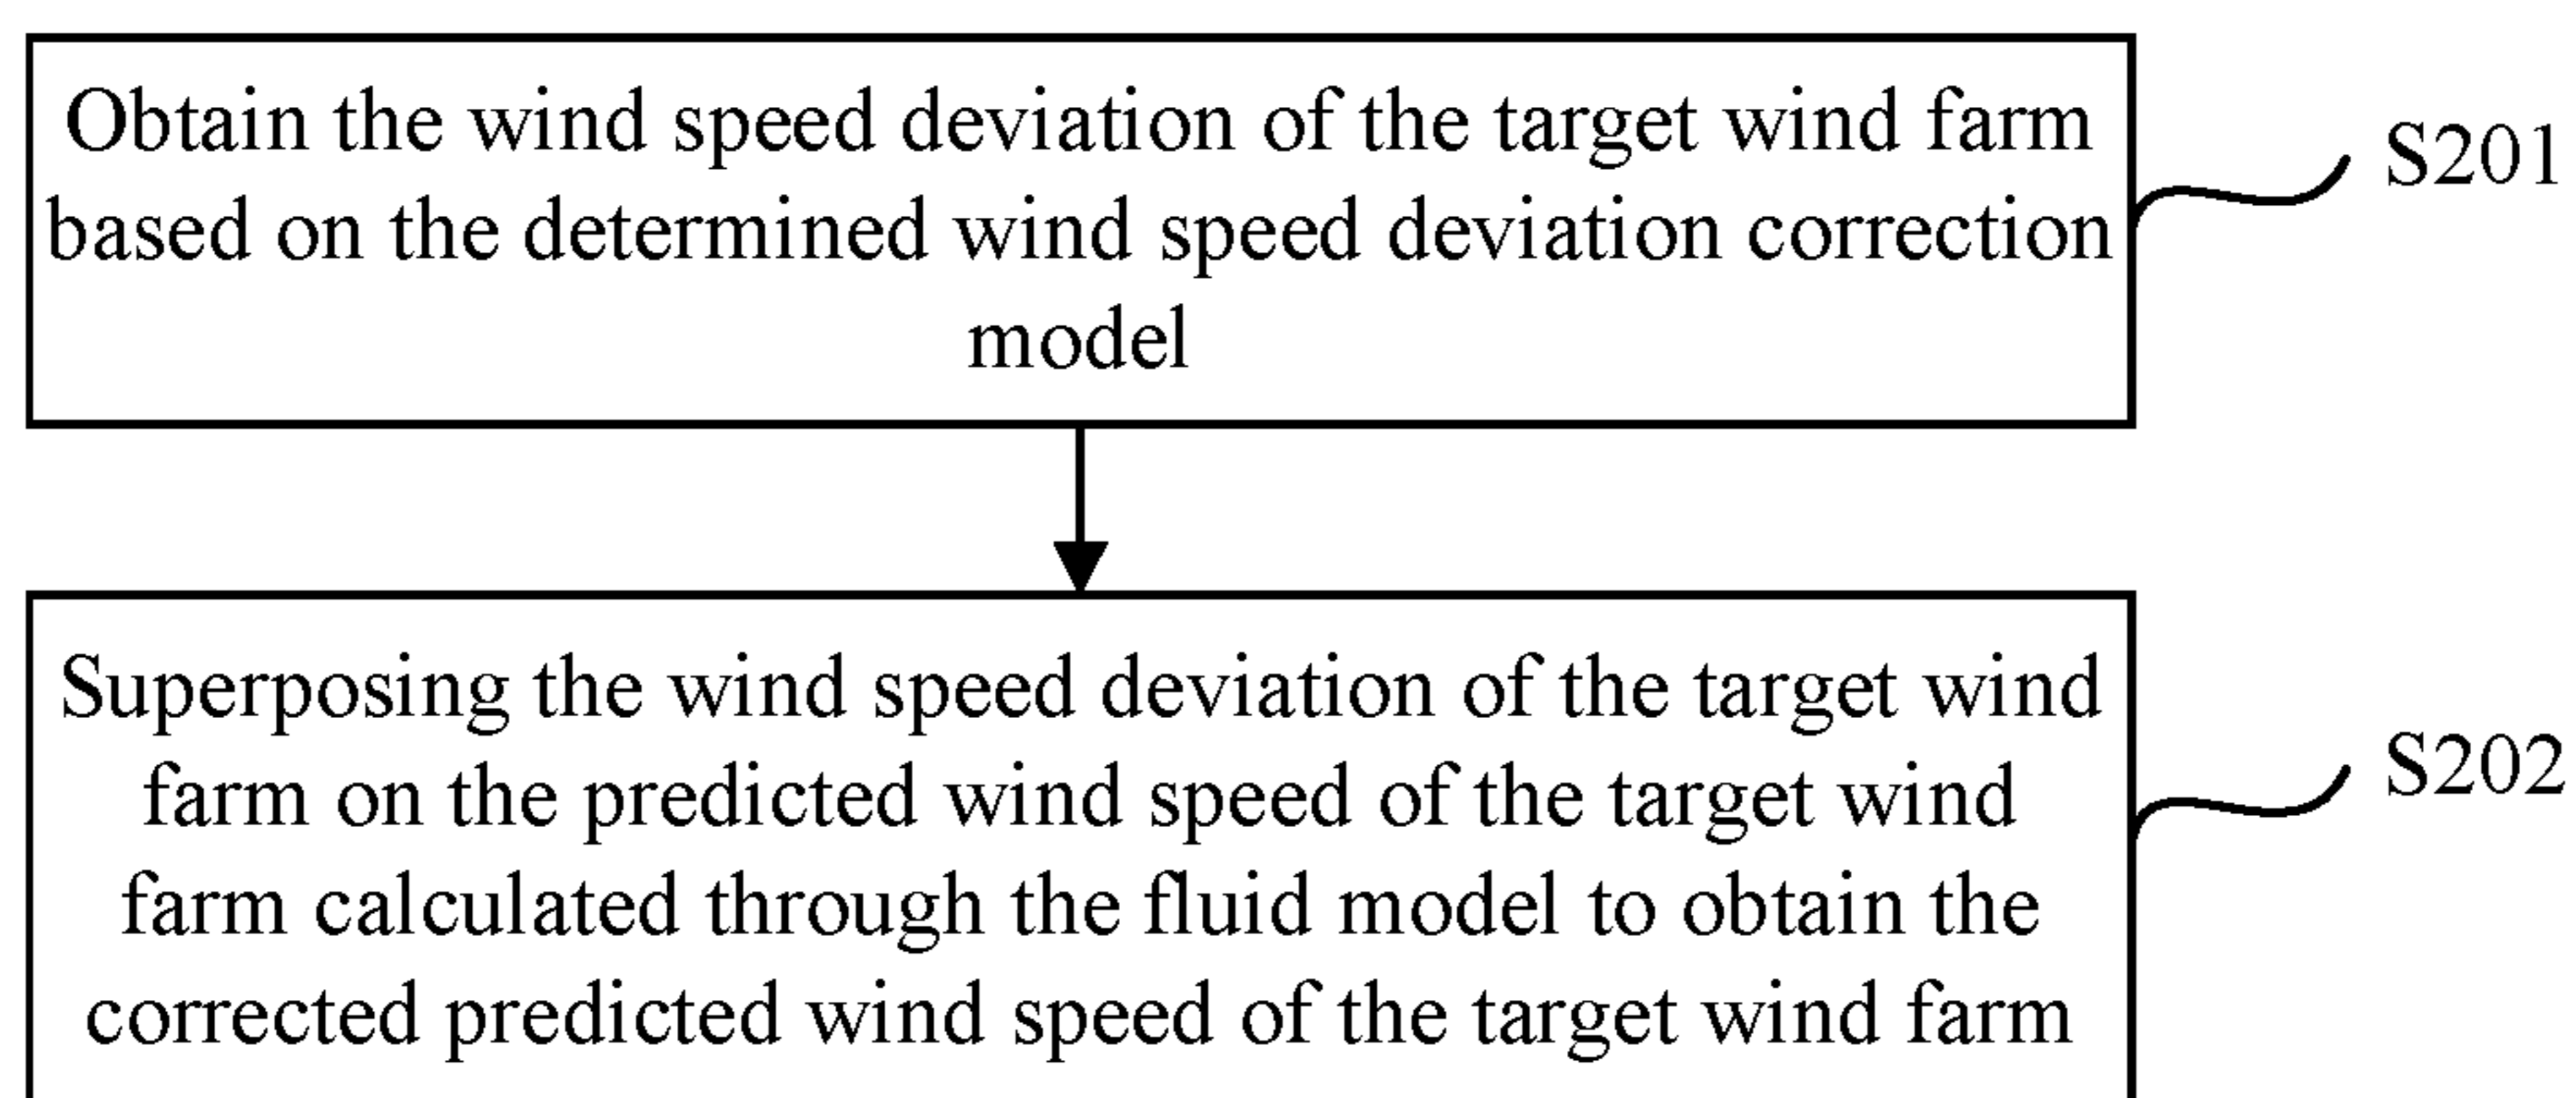 Obtain the wind speed deviation of the target wind farm
based on the determined wind speed deviation correction
model
S201
Superposing the wind speed deviation of the target wind
farm on the predicted wind speed of the target wind
farm calculated through the fluid model to obtain the
corrected predicted wind speed of the target wind farm
S202